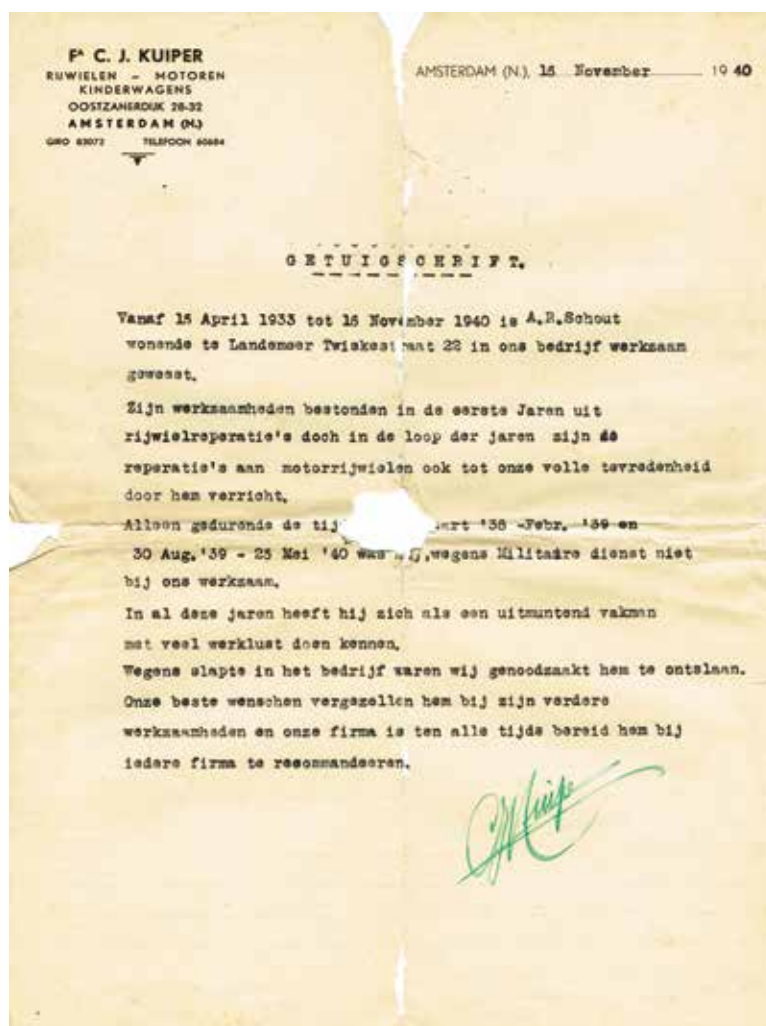 Fᴬ C. J. KUIPER
RIJWIELEN – MOTOREN
KINDERWAGENS
OOSTZANERDIJK 28-32
AMSTERDAM (N.)
GIRO 83072 TELEFOON 60684
AMSTERDAM (N.), 15 November 1940
GETUIGSCHRIFT.
Vanaf 15 April 1933 tot 15 November 1940 is A.R.Schout
wonende te Landsmeer Twiskestraat 22 in ons bedrijf werkzaam
geweest.
Zijn werkzaamheden bestonden in de eerste Jaren uit
rijwielreperatie's doch in de loop der jaren zijn de
reperatie's aan motorrijwielen ook tot onze volle tevredenheid
door hem verricht.
Alleen gedurende de '38 -Febr. '39 en
30 Aug.'39 - 25 Mei '40 was hij,wegens Militaire dienst niet
bij ons werkzaam.
In al deze jaren heeft hij zich als een uitmuntend vakman
met veel werklust doen kennen.
Wegens slapte in het bedrijf waren wij genoodzaakt hem te ontslaan.
Onze beste wenschen vergezellen hem bij zijn verdere
werkzaamheden en onze firma is ten alle tijde bereid hem bij
iedere firma te recommandeeren.
CJKuiper